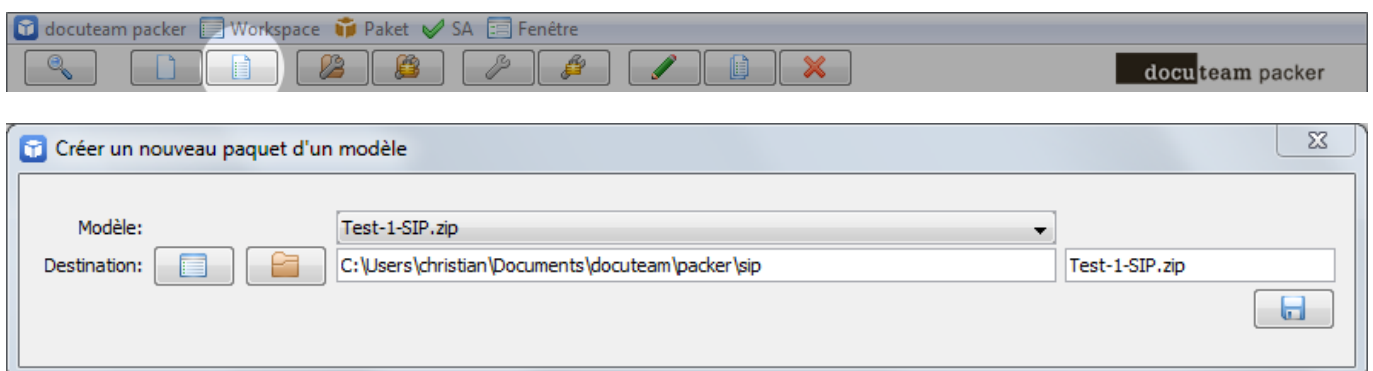 docuteam packer Workspace Paket SA Fenêtre
docuteam packer
Créer un nouveau paquet d'un modèle
Modèle: Test-1-SIP.zip
Destination: C:\Users\christian\Documents\docuteam\packer\sip Test-1-SIP.zip